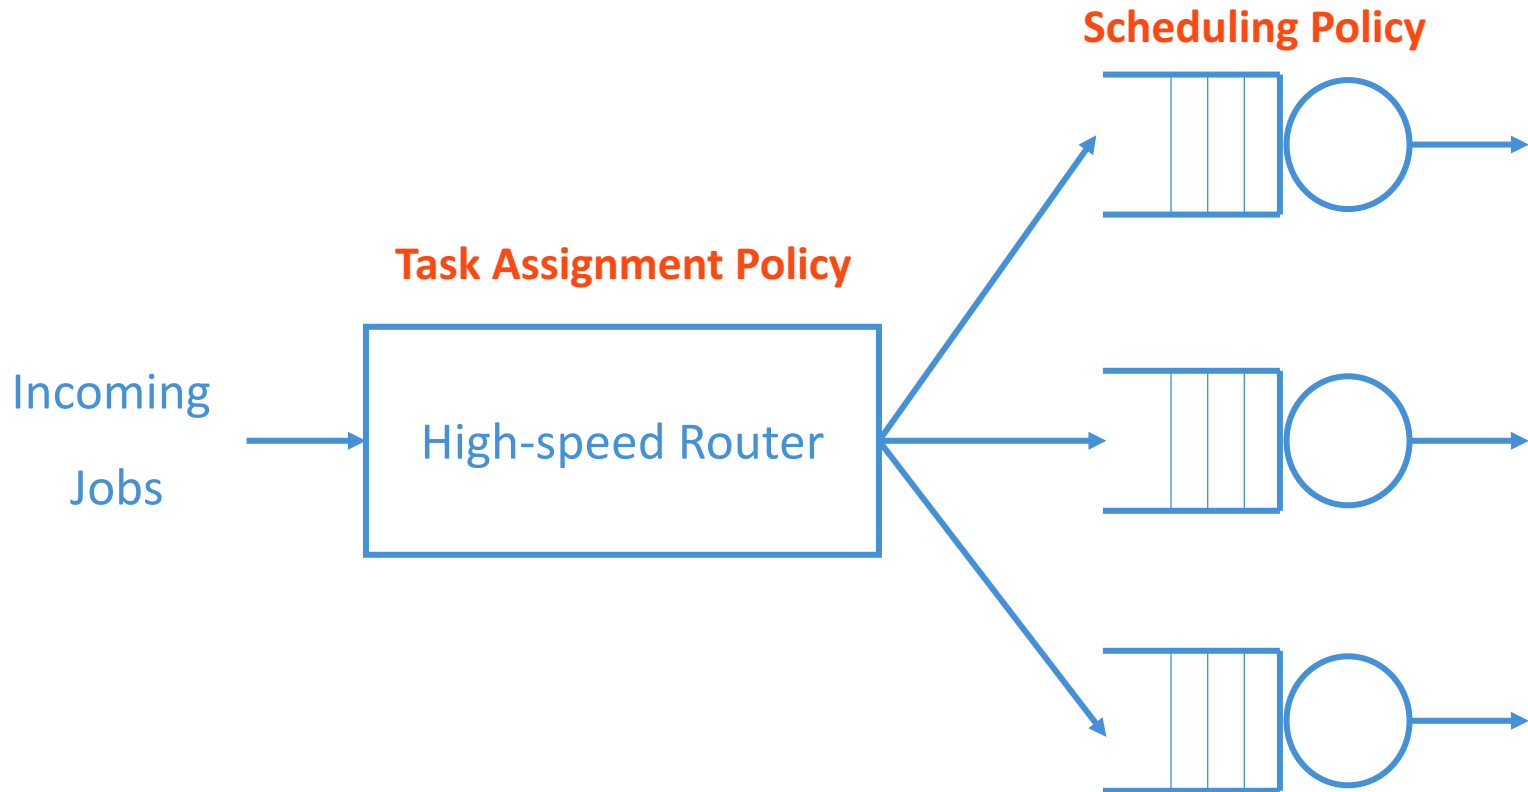 Scheduling Policy
Task Assignment Policy
Incoming
Jobs
High-speed Router